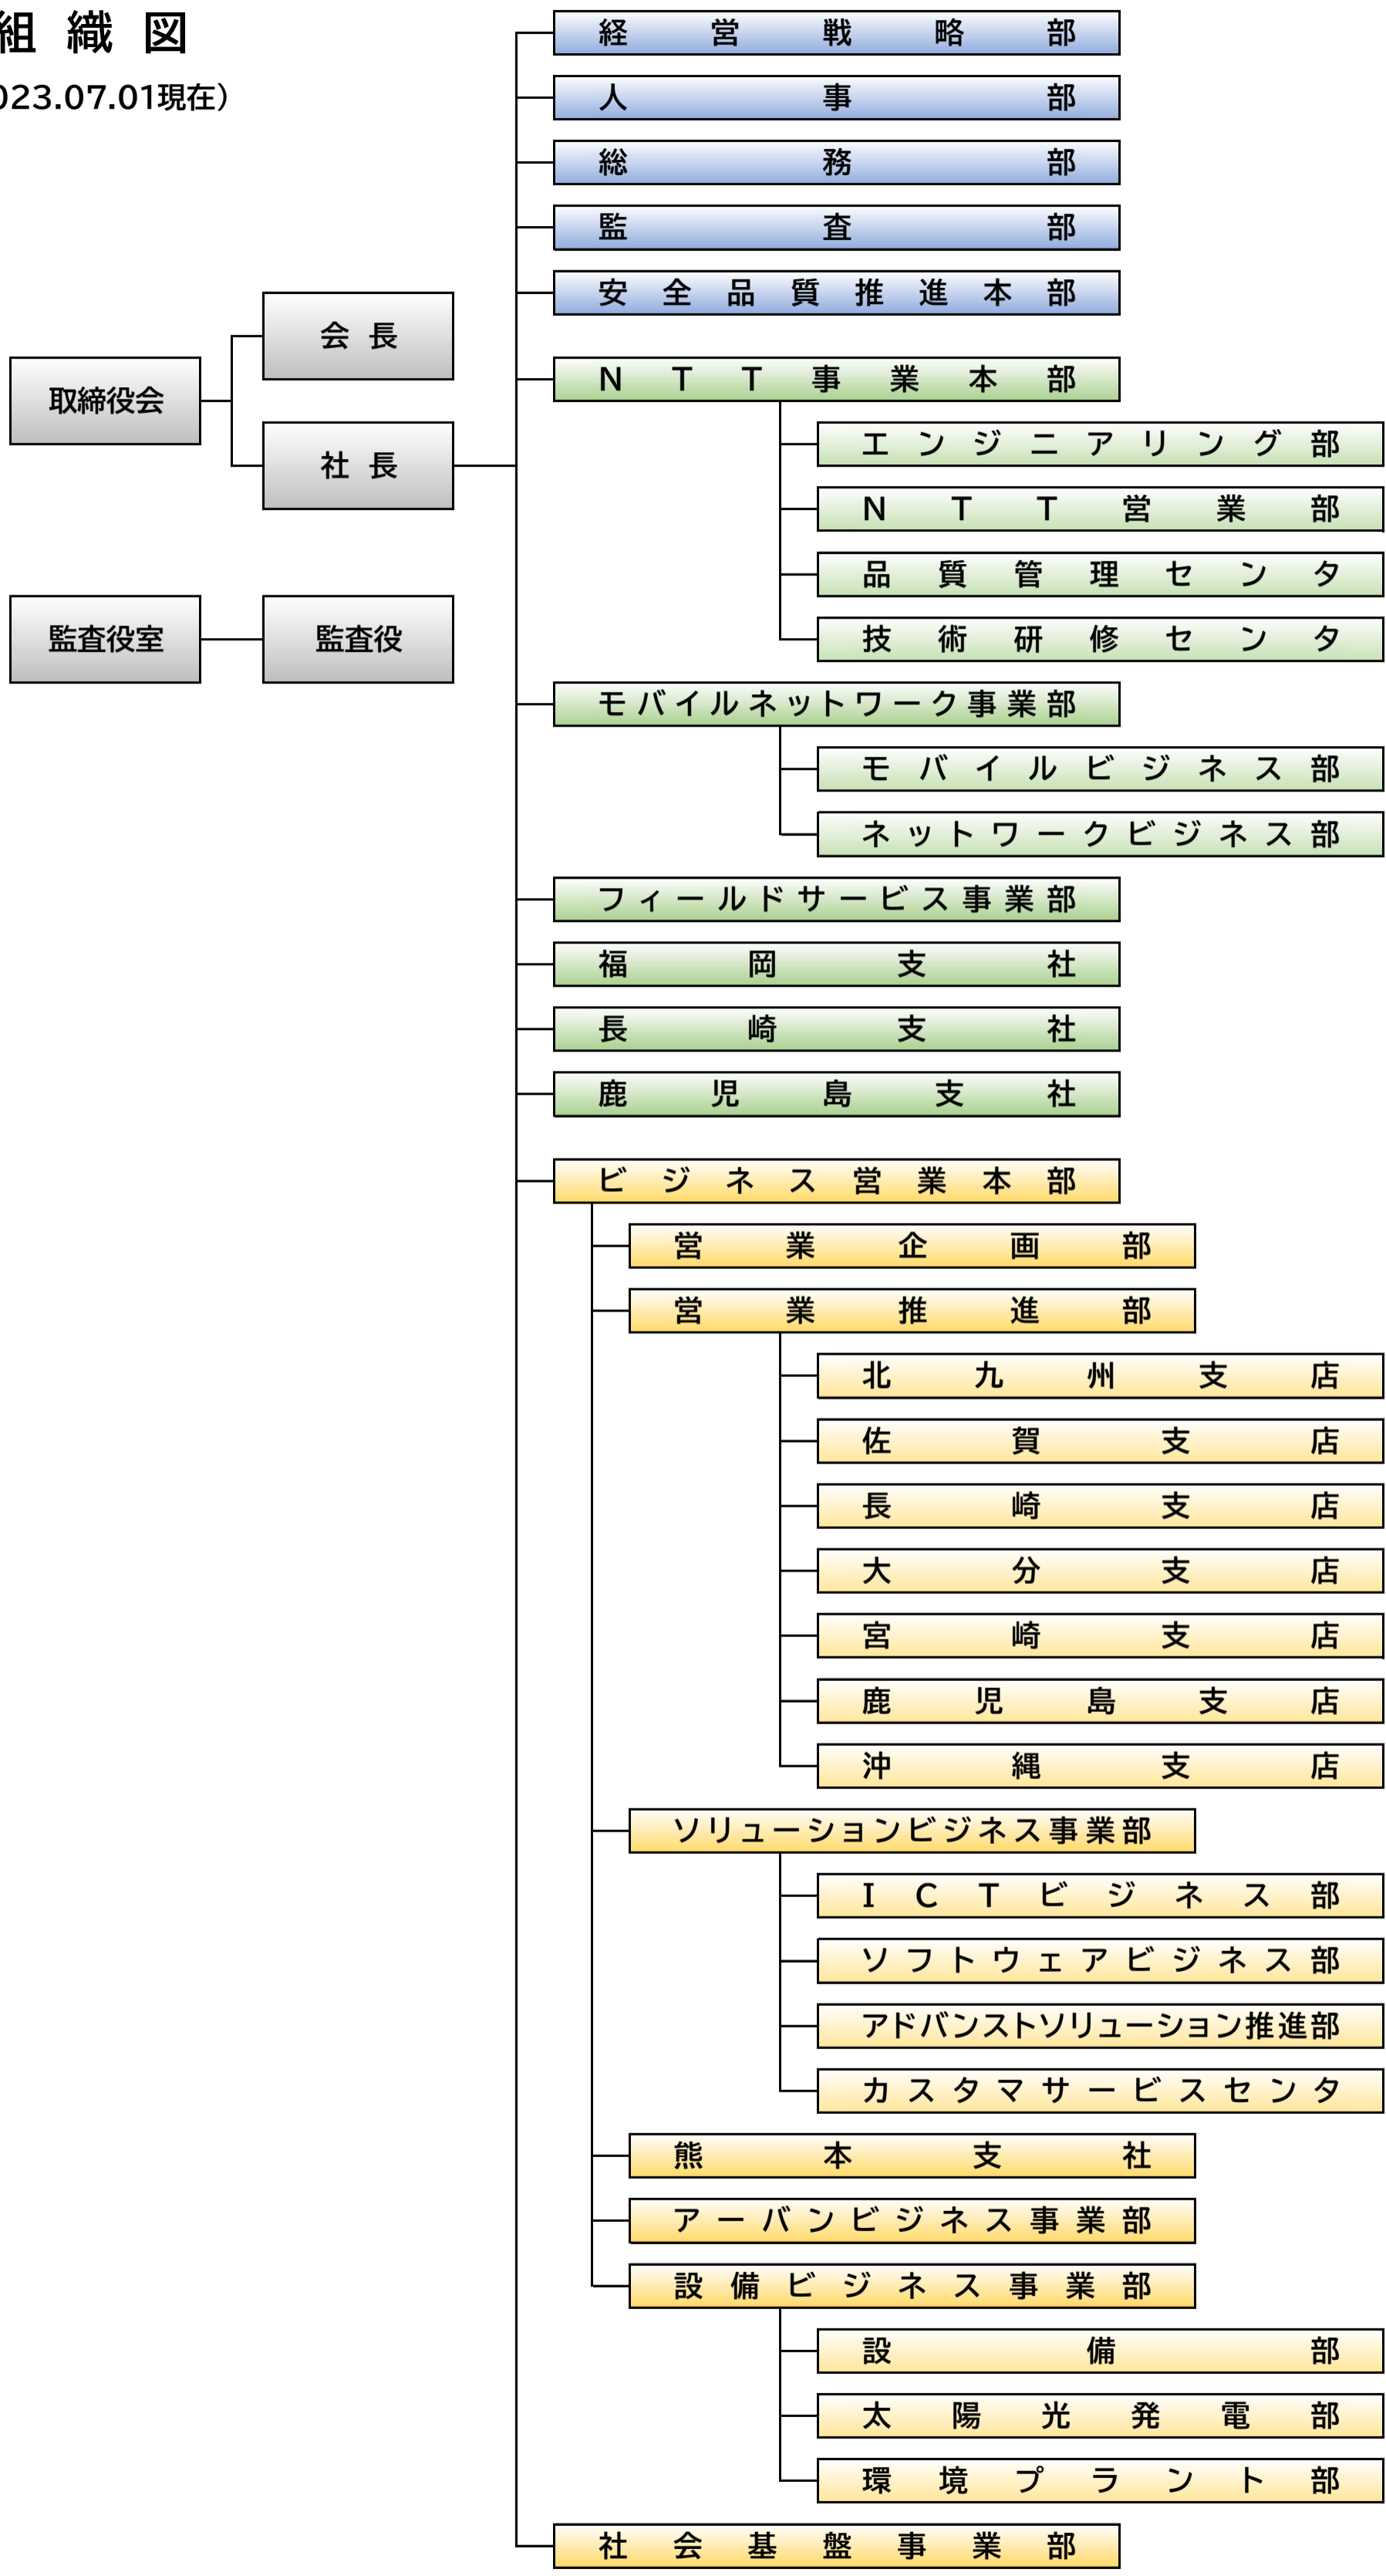 組織図
023.07.01現在）
経営戦略部
人事部
総務部
監査部
安全品質推進本部
会長
取締役会
社長
監査役室
監査役
ＮＴＴ事業本部
エンジニアリング部
ＮＴＴ営業部
品質管理センタ
技術研修センタ
モバイルネットワーク事業部
モバイルビジネス部
ネットワークビジネス部
フィールドサービス事業部
福岡支社
長崎支社
鹿児島支社
ビジネス営業本部
営業企画部
営業推進部
北九州支店
佐賀支店
長崎支店
大分支店
宮崎支店
鹿児島支店
沖縄支店
ソリューションビジネス事業部
ＩＣＴビジネス部
ソフトウェアビジネス部
アドバンストソリューション推進部
カスタマサービスセンタ
熊本支社
アーバンビジネス事業部
設備ビジネス事業部
設備部
太陽光発電部
環境プラント部
社会基盤事業部